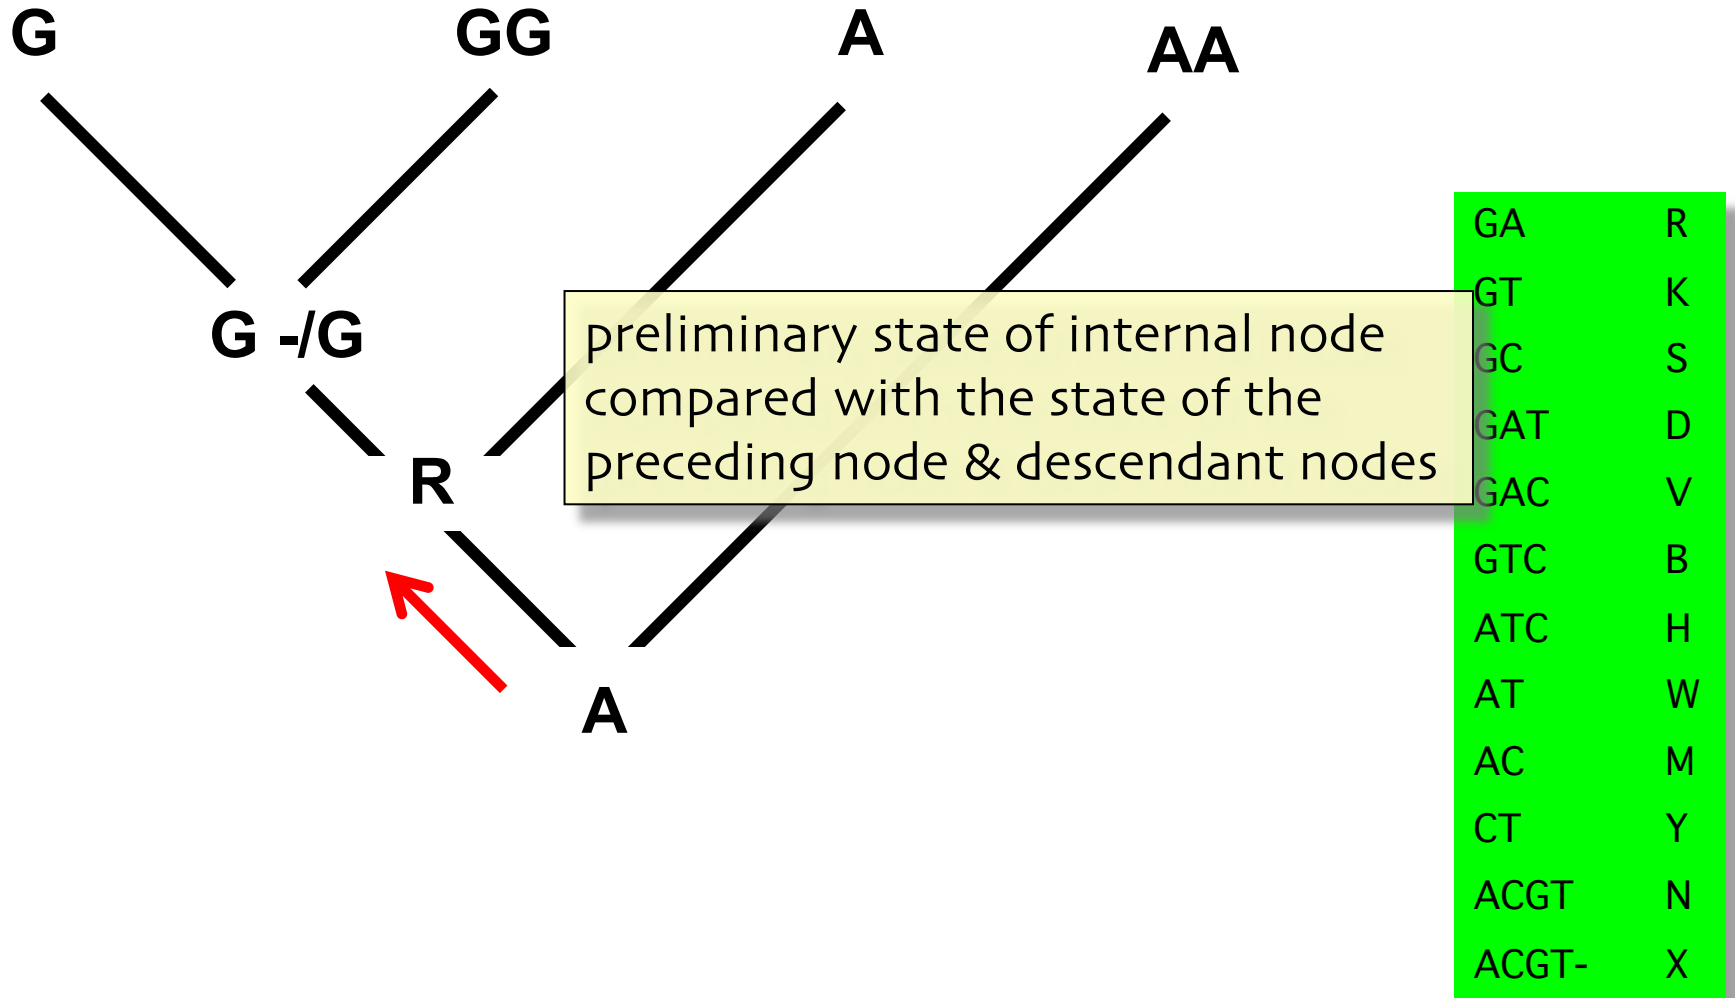 G GG A AA
G -/G
R
A
preliminary state of internal node
compared with the state of the
preceding node & descendant nodes
GA R
GT K
GC S
GAT D
GAC V
GTC B
ATC H
AT W
AC M
CT Y
ACGT N
ACGT- X